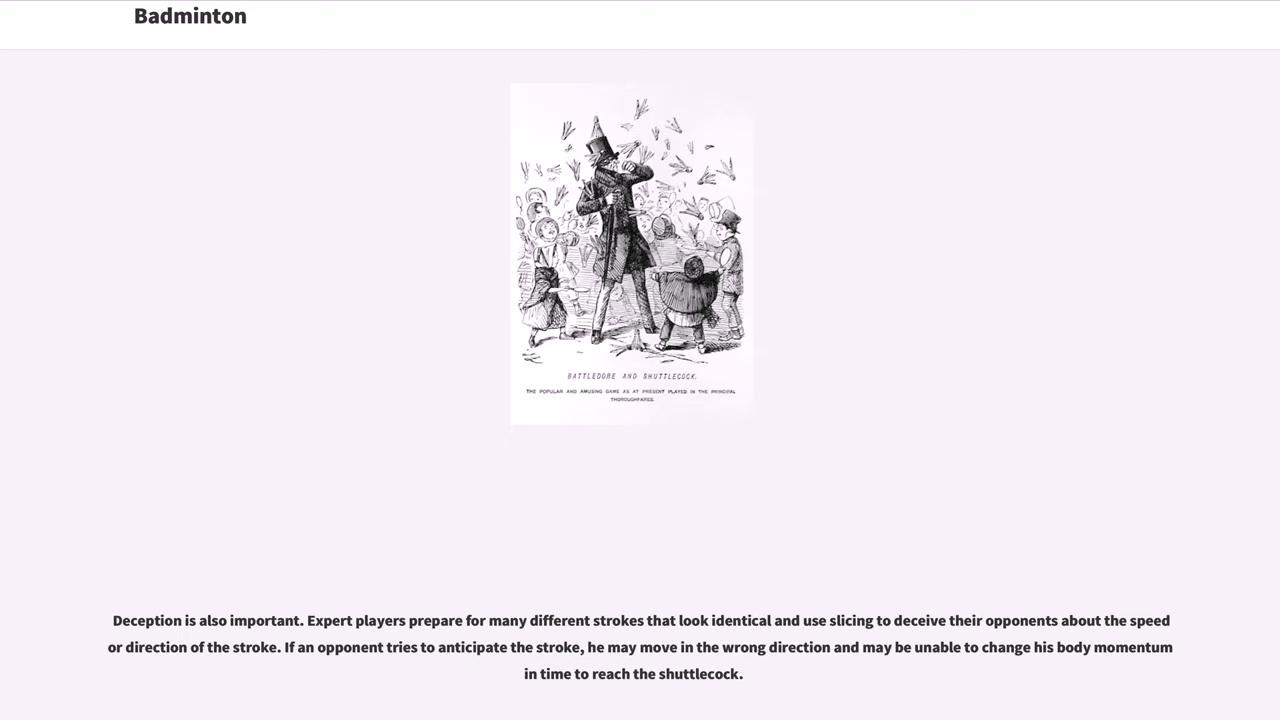 Badminton
BATTLEDORE AND SHUTTLECOCK.
THE POPULAR AND AMUSING GAME AS AT PRESENT PLAYED IN THE PRINCIPAL
THOROUGHFARES.
Deception is also important. Expert players prepare for many different strokes that look identical and use slicing to deceive their opponents about the speed
or direction of the stroke. If an opponent tries to anticipate the stroke, he may move in the wrong direction and may be unable to change his body momentum
in time to reach the shuttlecock.